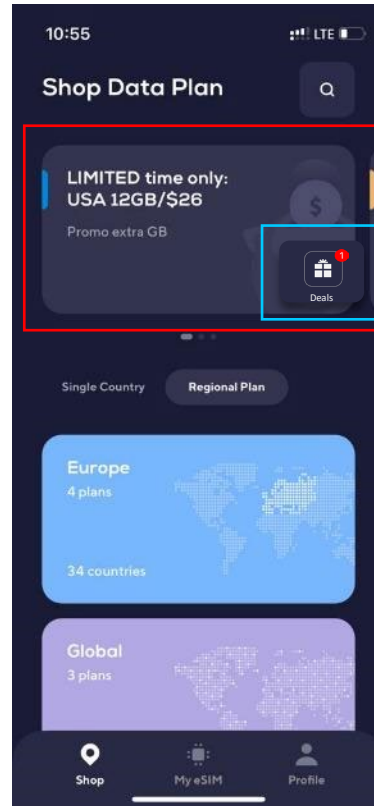 10:55
LTE
Shop Data Plan
LIMITED time only:
USA 12GB/$26
$
Promo extra GB
1
Deals
Single Country
Regional Plan
Europe
4 plans
34 countries
Global
3 plans
Shop
My eSIM
Profile